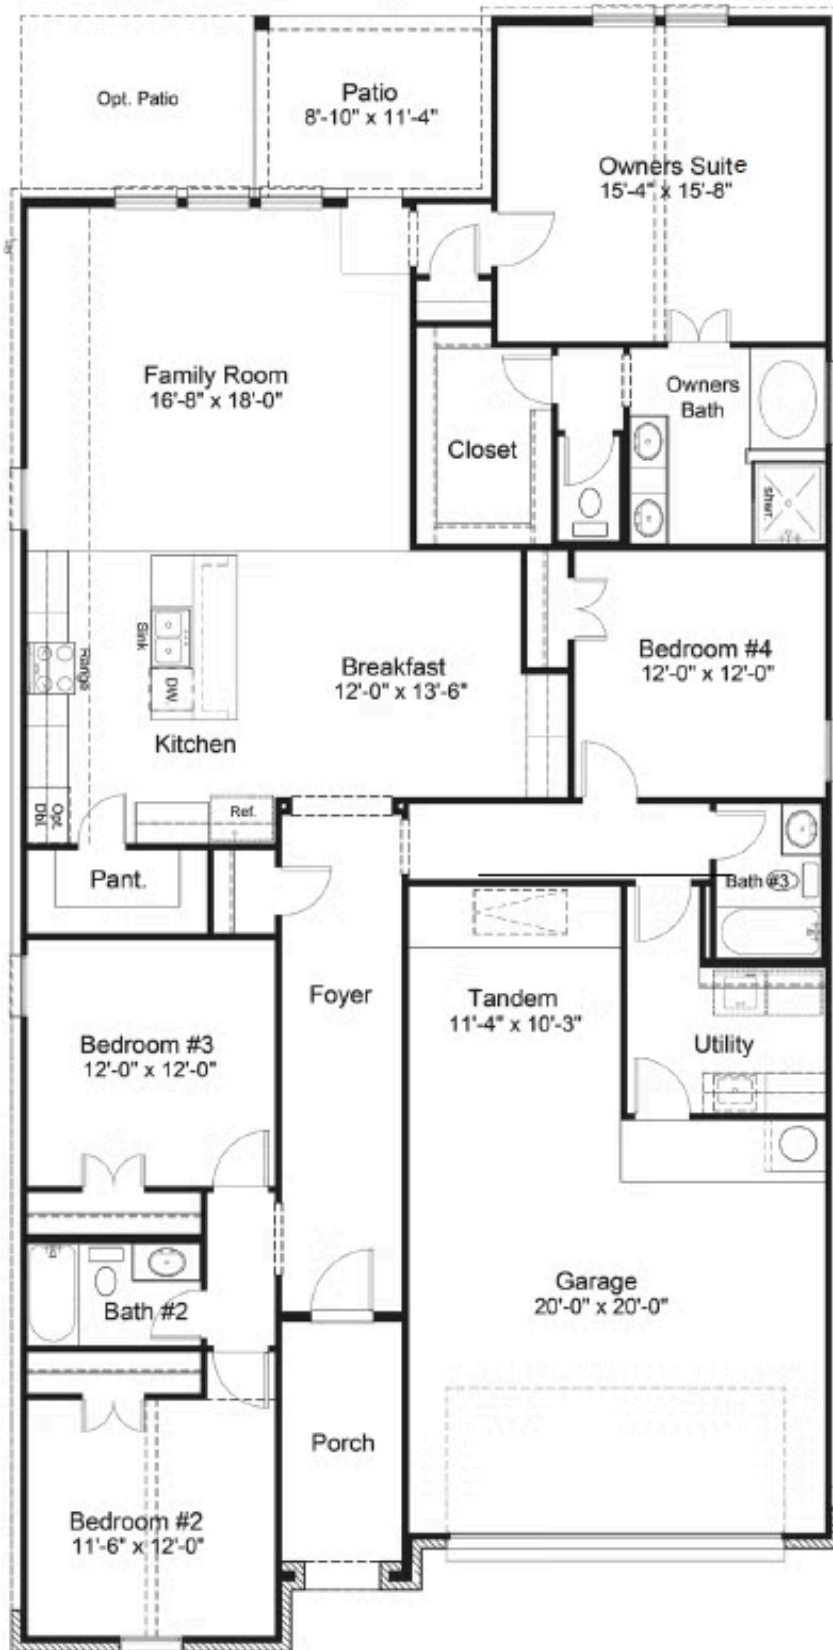 Opt. Patio
Patio
8'-10" x 11'-4"
Owners Suite
15'-4" x 15'-8"
Family Room
16'-8" x 18'-0"
Owners
Bath
Closet
shwr.
Sink
Range
DW
Breakfast
12'-0" x 13'-6"
Bedroom #4
12'-0" x 12'-0"
Kitchen
Opt.
Dbl.
Ref.
Pant.
Bath #3
Foyer
Tandem
11'-4" x 10'-3"
Utility
Bedroom #3
12'-0" x 12'-0"
Garage
20'-0" x 20'-0"
Bath #2
Porch
Bedroom #2
11'-6" x 12'-0"